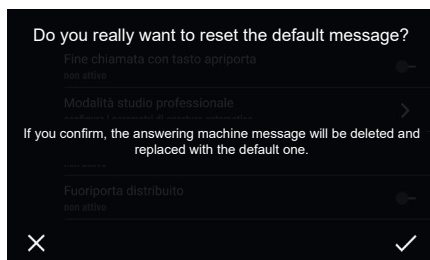 Do you really want to reset the default message?
Fine chiamata con tasto apriporta
non attivo
Modalità studio professionale
If you confirm, the answering machine message will be deleted and
replaced with the default one.
Fuoriporta distribuito
non attivo